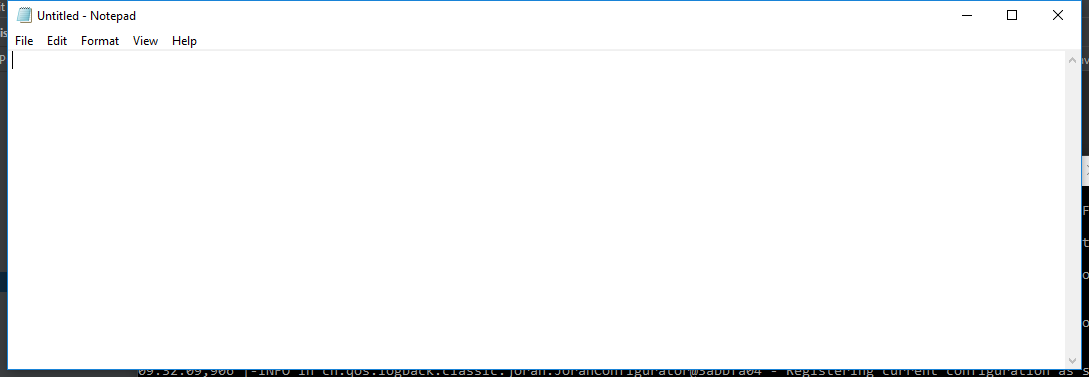 Untitled - Notepad
File Edit Format View Help
09:32:09,906 |-INFO in ch.qos.logback.classic.joran.JoranConfigurator@3abbfa04 - Registering current configuration as s